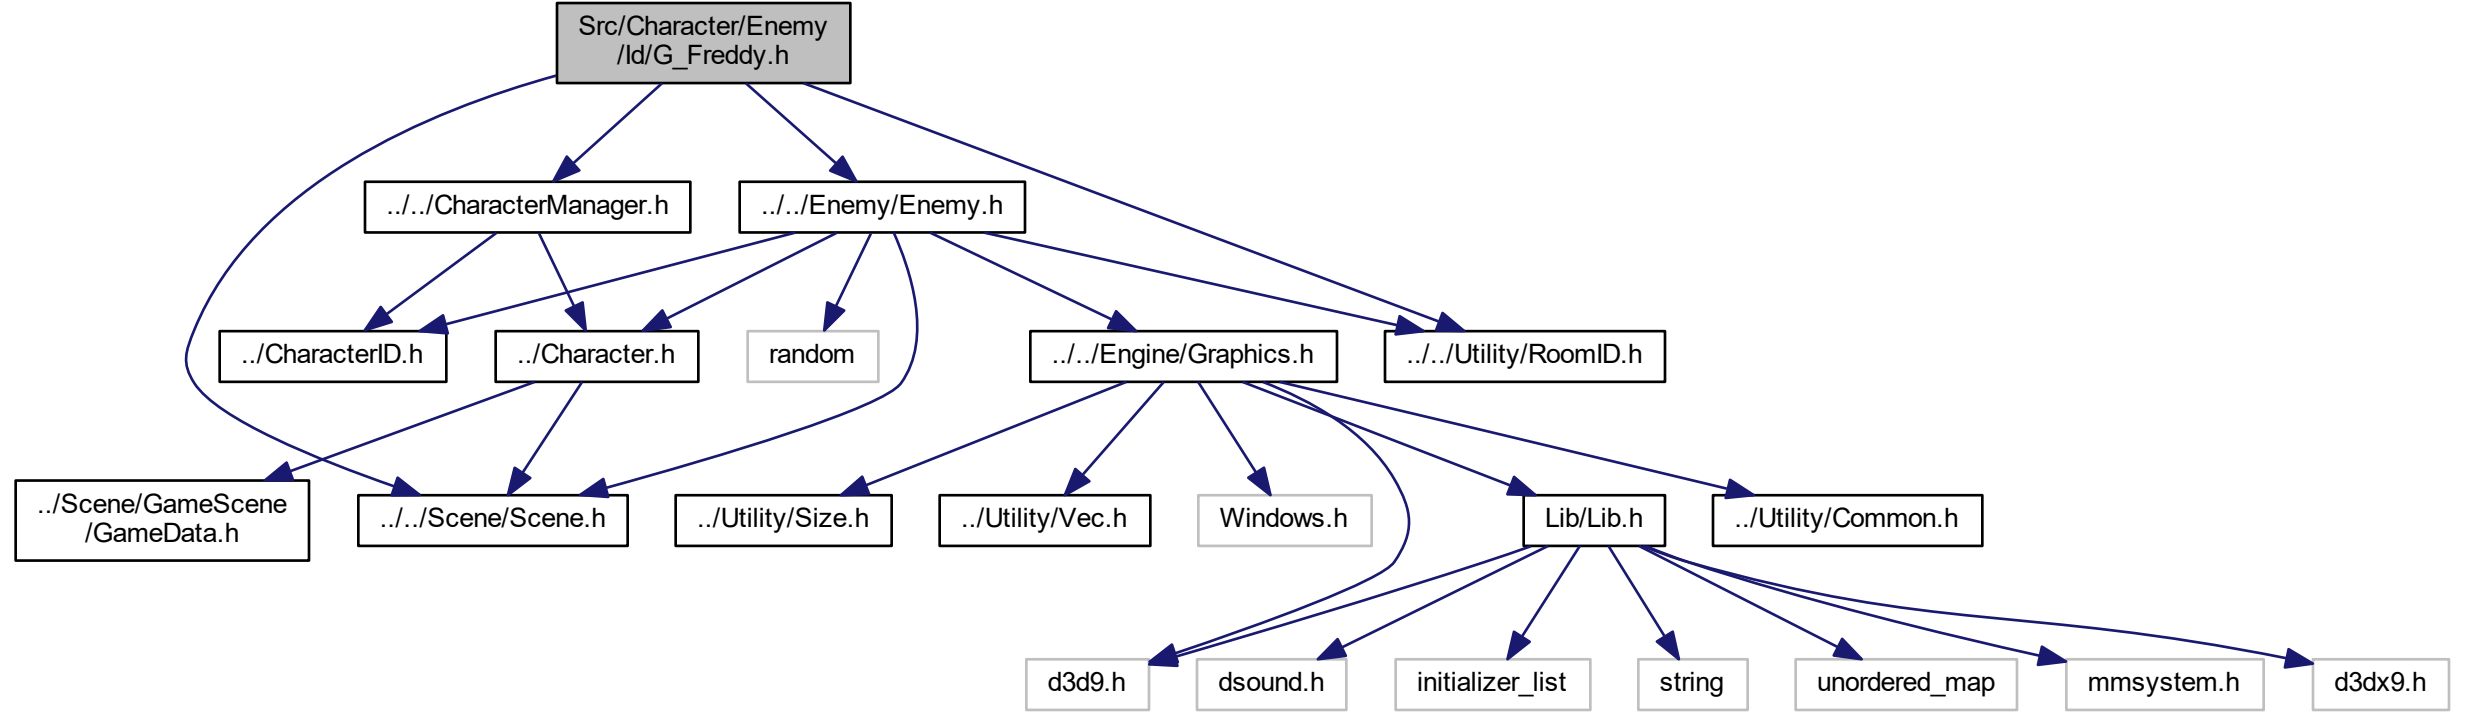 Src/Character/Enemy
/Id/G_Freddy.h
../../CharacterManager.h
../../Enemy/Enemy.h
../CharacterID.h
../Character.h
random
../../Engine/Graphics.h
../../Utility/RoomID.h
../Scene/GameScene
/GameData.h
../../Scene/Scene.h
../Utility/Size.h
../Utility/Vec.h
Windows.h
Lib/Lib.h
../Utility/Common.h
d3d9.h
dsound.h
initializer_list
string
unordered_map
mmsystem.h
d3dx9.h